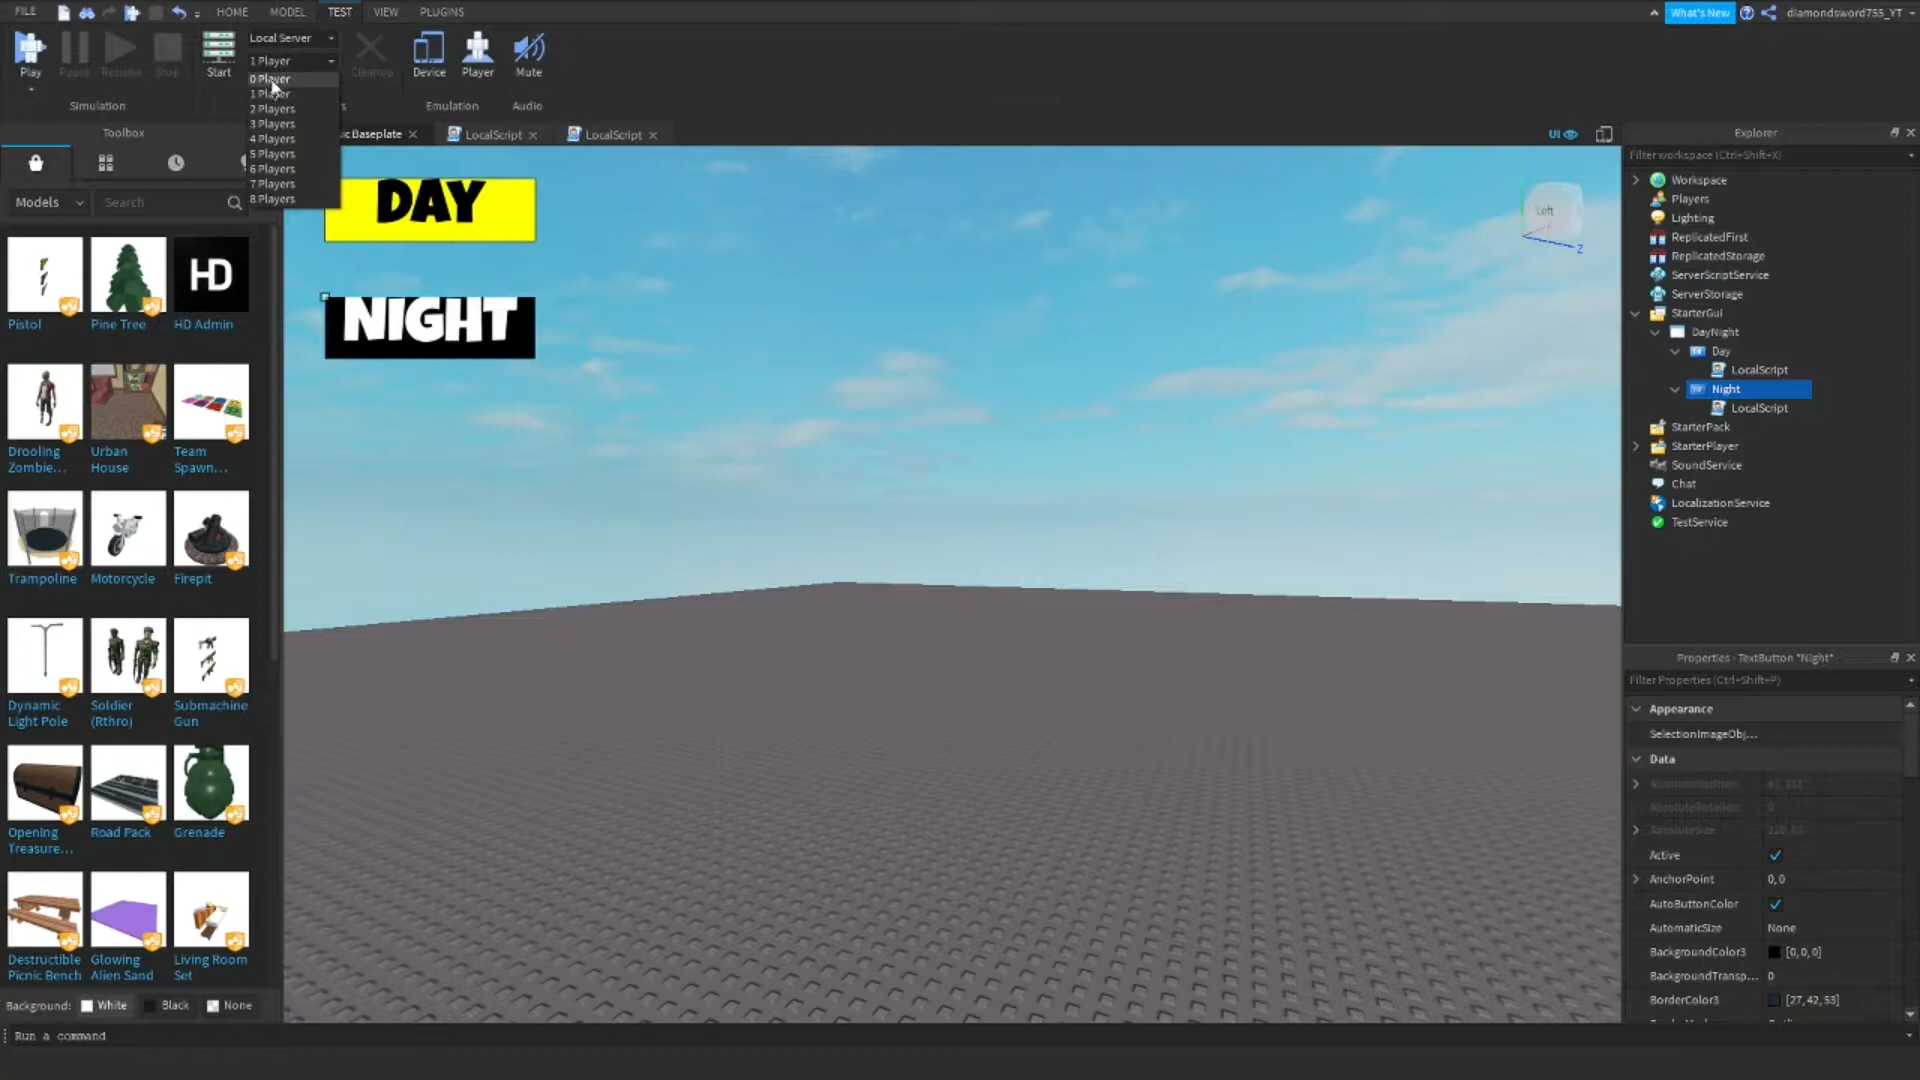 FILE HOME MODEL TEST VIEW PLUGINS What's New diamondsword755_YT
Play Pause Resume Stop Start Local Server Cleanup Device Player Mute
1 Player
0 Player
1 Player
2 Players
3 Players
4 Players
5 Players
6 Players
7 Players
8 Players
Simulation Emulation Audio
Toolbox
Baseplate LocalScript LocalScript UI
Models Search
Pistol Pine Tree HD Admin
HD
Drooling Zombie... Urban House Team Spawn...
Trampoline Motorcycle Firepit
Dynamic Light Pole Soldier (Rthro) Submachine Gun
Opening Treasure... Road Pack Grenade
Destructible Picnic Bench Glowing Alien Sand Living Room Set
Background: White Black None
Run a command
DAY
NIGHT
Left
Z
Explorer
Filter workspace (Ctrl+Shift+X)
Workspace
Players
Lighting
ReplicatedFirst
ReplicatedStorage
ServerScriptService
ServerStorage
StarterGui
DayNight
Day
LocalScript
Night
LocalScript
StarterPack
StarterPlayer
SoundService
Chat
LocalizationService
TestService
Properties - TextButton "Night"
Filter Properties (Ctrl+Shift+P)
Appearance
SelectionImageObj...
Data
AbsolutePosition
AbsoluteRotation 0
AbsoluteSize
Active
AnchorPoint 0, 0
AutoButtonColor
AutomaticSize None
BackgroundColor3 [0, 0, 0]
BackgroundTransp... 0
BorderColor3 [27, 42, 53]